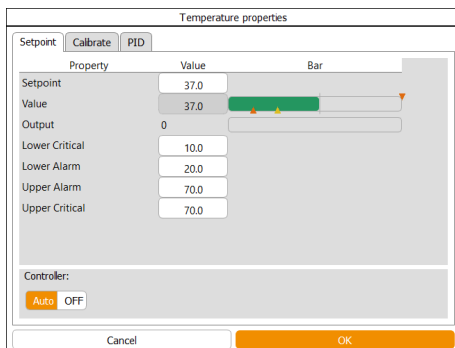 Temperature properties
Setpoint Calibrate PID
Property Value Bar
Setpoint 37.0
Value 37.0
Output 0
Lower Critical 10.0
Lower Alarm 20.0
Upper Alarm 70.0
Upper Critical 70.0
Controller:
Auto OFF
Cancel OK